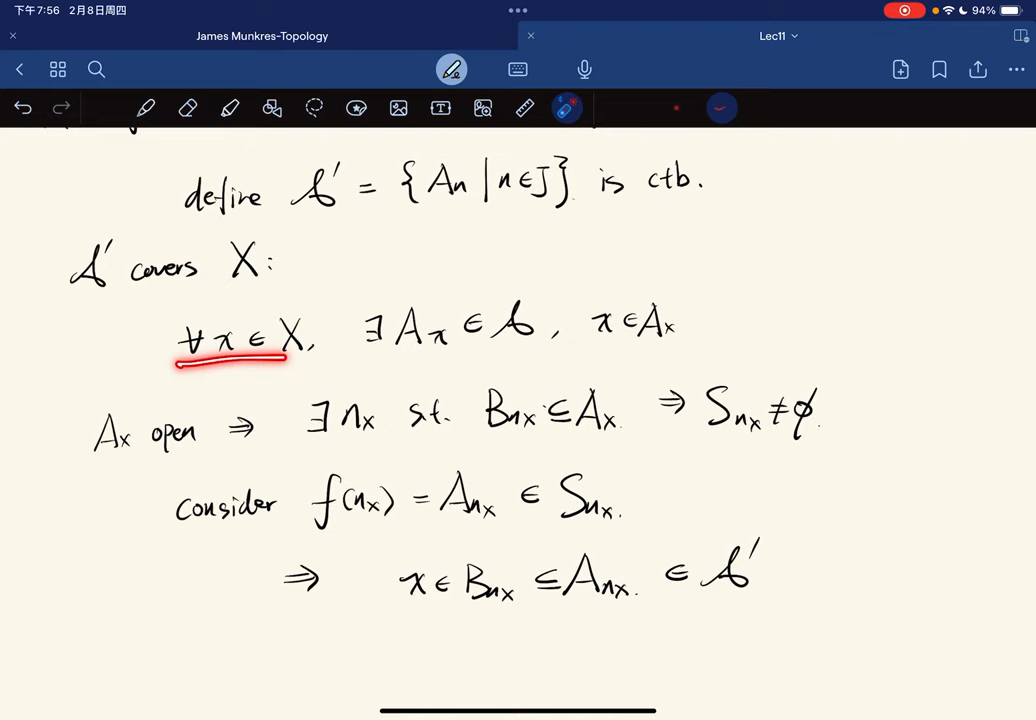 下午7:56 2月8日周四
94%
James Munkres-Topology
Lec11
define 𝒜' = {An | n ∈ J} is ctb.
𝒜' covers X:
∀ x ∈ X, ∃ Ax ∈ 𝒜, x ∈ Ax
Ax open ⇒ ∃ nx s.t. Bnx ⊆ Ax. ⇒ Snx ≠ ∅.
consider f(nx) = Anx ∈ Snx.
⇒ x ∈ Bnx ⊆ Anx. ∈ 𝒜'